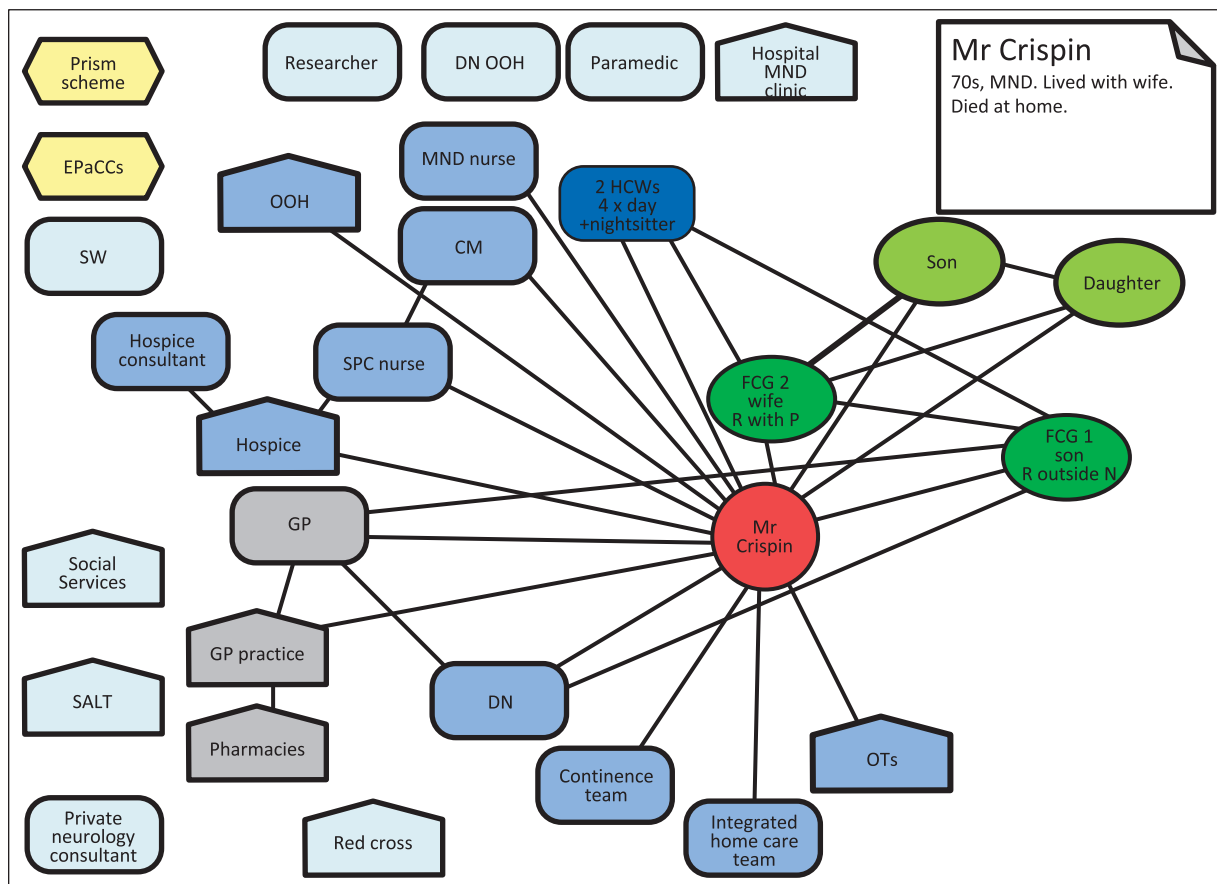 Prism
scheme
Researcher
DN OOH
Paramedic
Hospital
MND
clinic
Mr Crispin
70s, MND. Lived with wife.
Died at home.
EPaCCs
OOH
MND nurse
2 HCWs
4 x day
+nightsitter
SW
CM
Son
Daughter
Hospice
consultant
SPC nurse
FCG 2
wife
R with P
Hospice
FCG 1
son
R outside N
GP
Mr
Crispin
Social
Services
GP practice
SALT
DN
Pharmacies
Continence
team
OTs
Private
neurology
consultant
Red cross
Integrated
home care
team